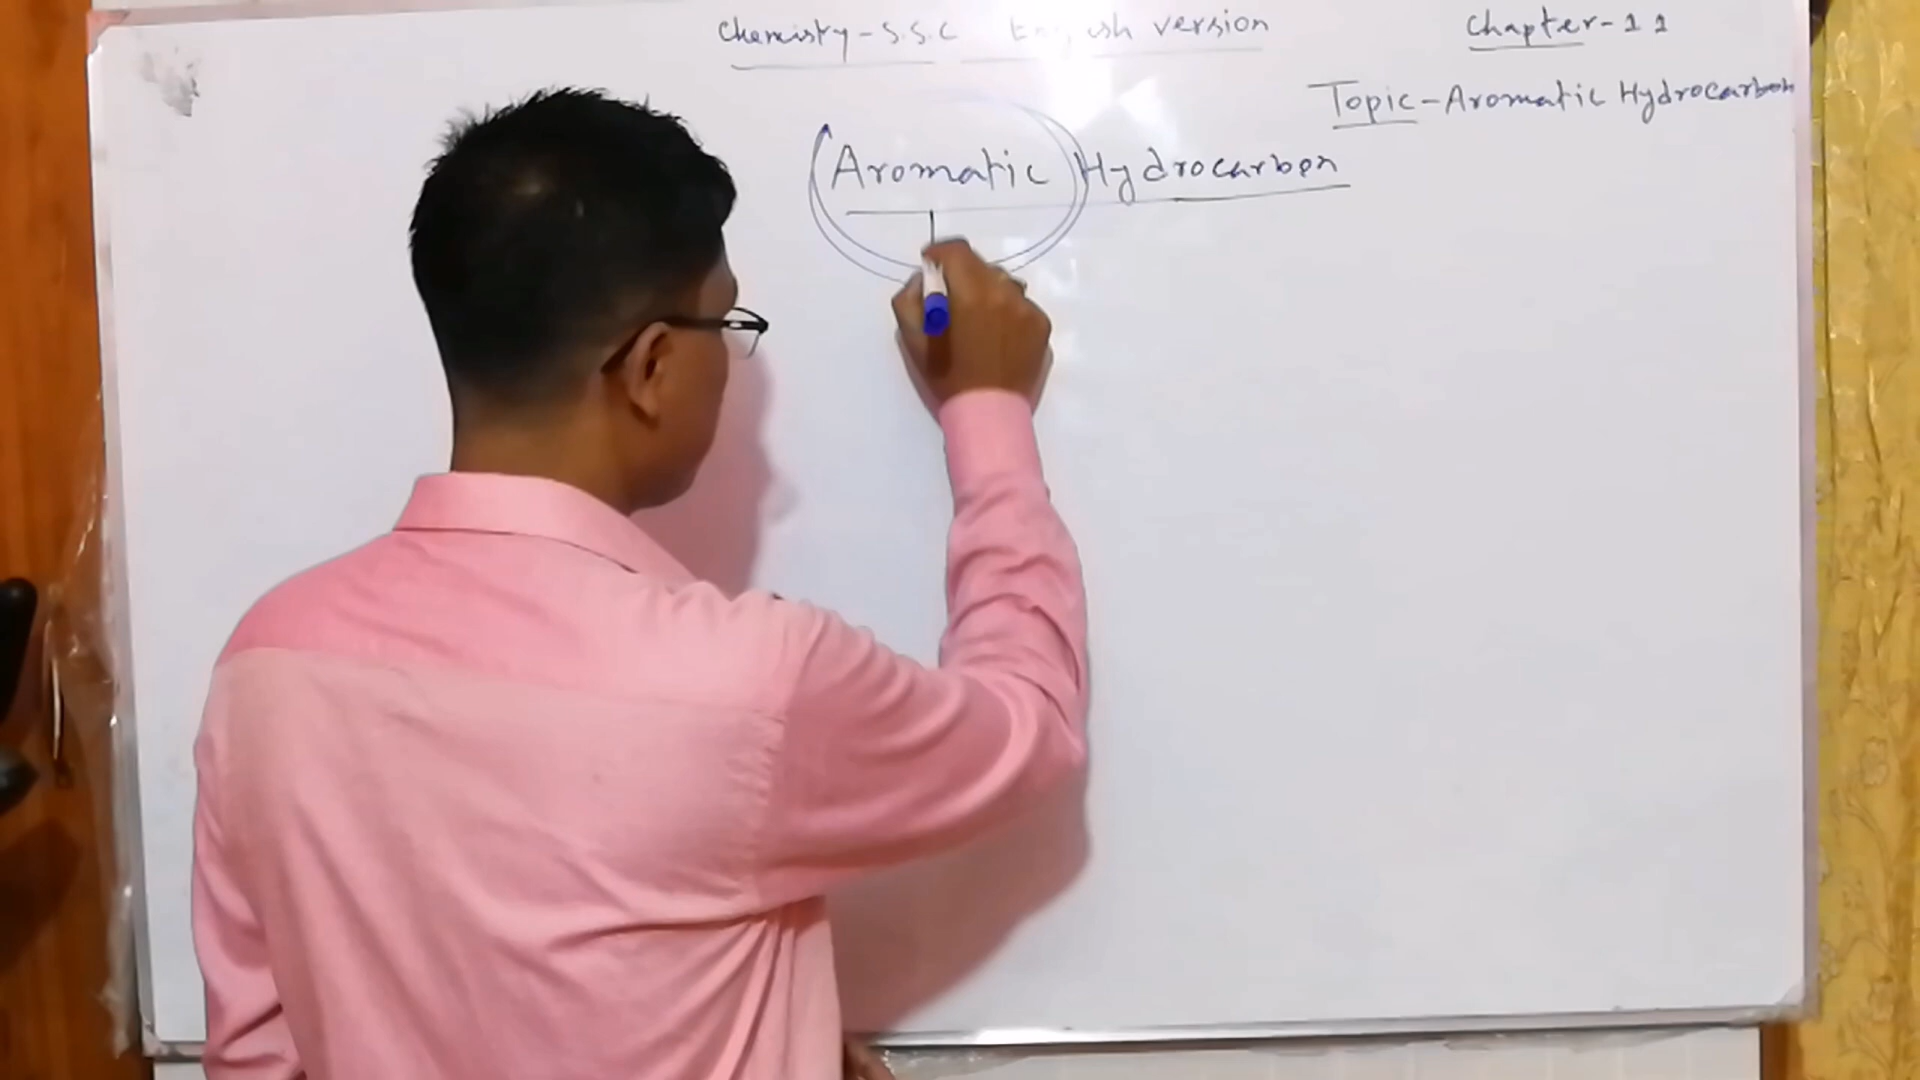 Chemistry - S.S.C English version
Chapter-11
Topic-Aromatic Hydrocarbon
Aromatic Hydrocarbon